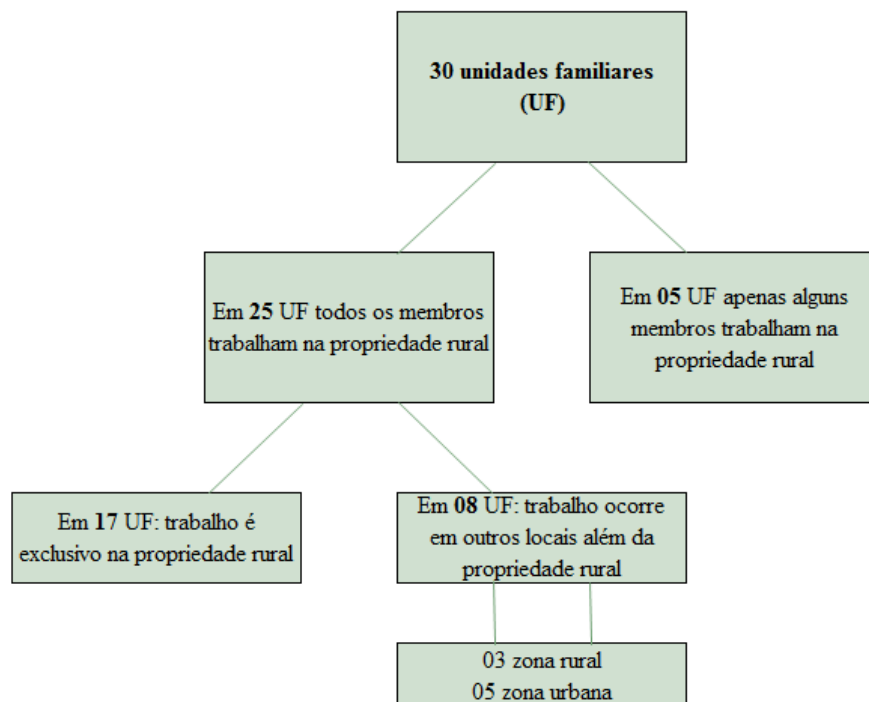 30 unidades familiares
(UF)
Em 25 UF todos os membros
trabalham na propriedade rural
Em 05 UF apenas alguns
membros trabalham na
propriedade rural
Em 17 UF: trabalho é
exclusivo na propriedade rural
Em 08 UF: trabalho ocorre
em outros locais além da
propriedade rural
03 zona rural
05 zona urbana